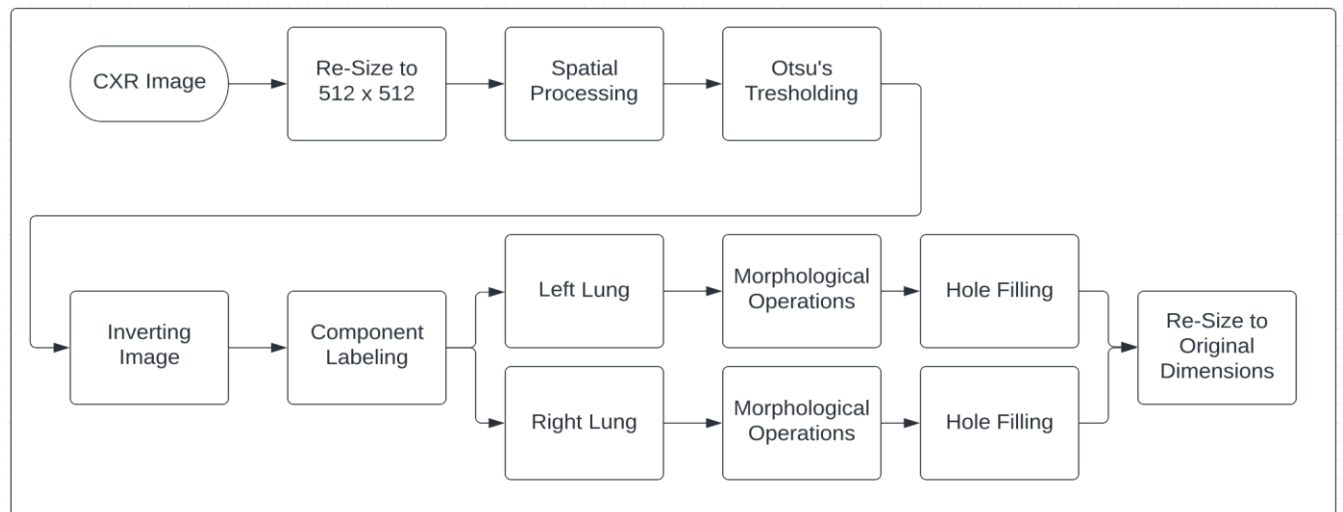 CXR Image
Re-Size to
512 x 512
Spatial
Processing
Otsu's
Tresholding
Inverting
Image
Component
Labeling
Left Lung
Morphological
Operations
Hole Filling
Right Lung
Morphological
Operations
Hole Filling
Re-Size to
Original
Dimensions